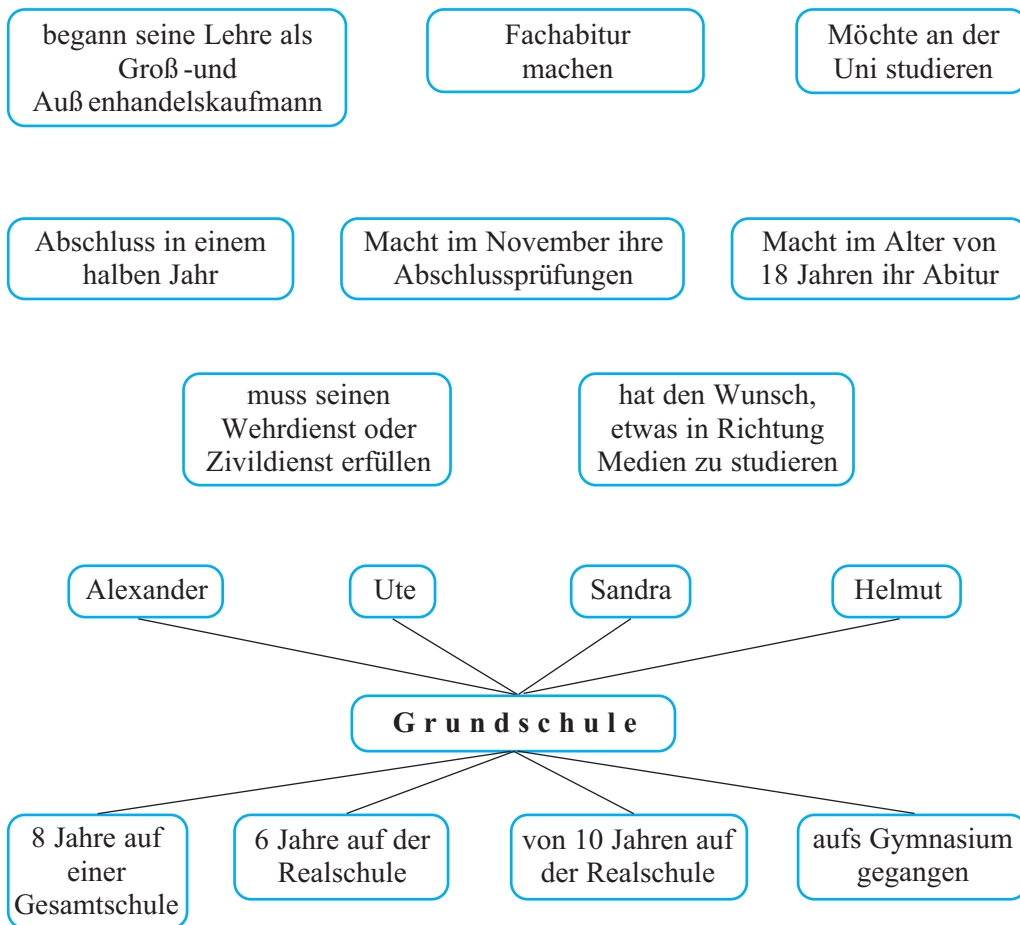 begann seine Lehre als
Groß -und
Auß enhandelskaufmann
Fachabitur
machen
Möchte an der
Uni studieren
Abschluss in einem
halben Jahr
Macht im November ihre
Abschlussprüfungen
Macht im Alter von
18 Jahren ihr Abitur
muss seinen
Wehrdienst oder
Zivildienst erfüllen
hat den Wunsch,
etwas in Richtung
Medien zu studieren
Alexander
Ute
Sandra
Helmut
Grundschule
8 Jahre auf
einer
Gesamtschule
6 Jahre auf der
Realschule
von 10 Jahren auf
der Realschule
aufs Gymnasium
gegangen